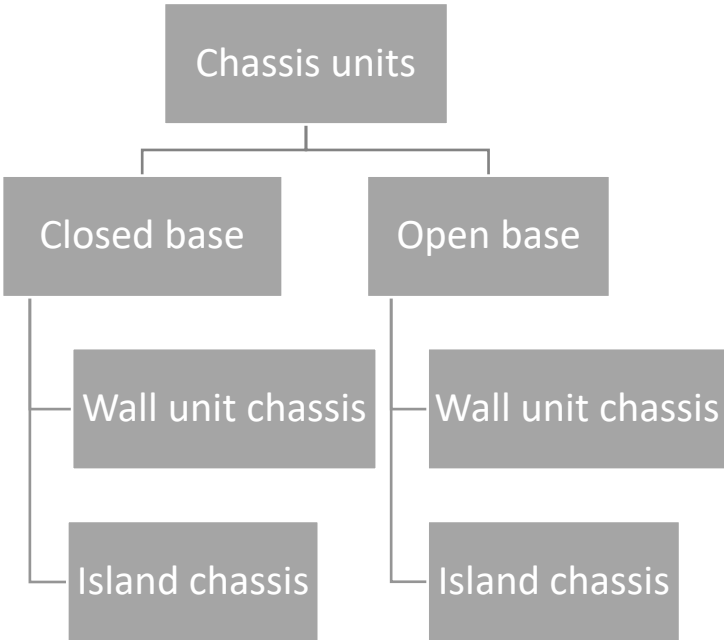 Chassis units
Closed base
Open base
Wall unit chassis
Wall unit chassis
Island chassis
Island chassis